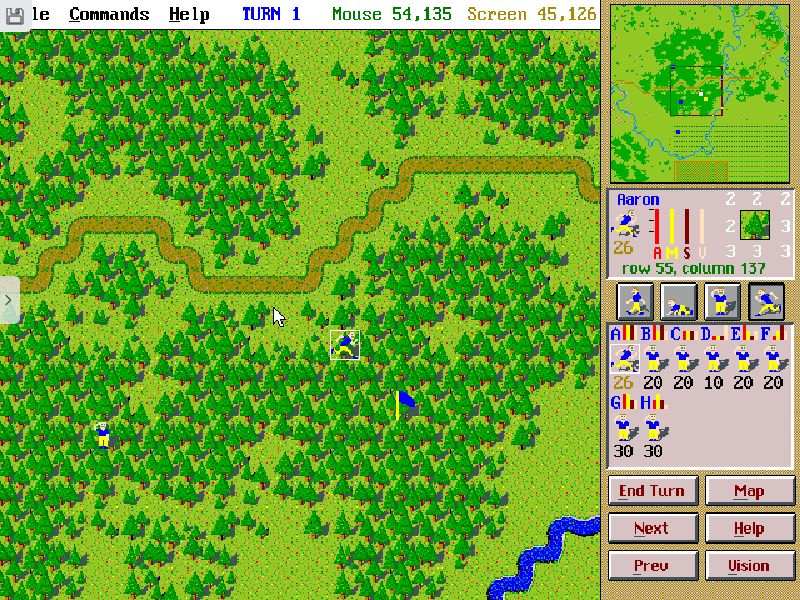 le Commands Help TURN 1 Mouse 54,135 Screen 45,126
Aaron
2 2 2
2 3
26 A M S V 3 3 3
row 55, column 137
A B C D E F
26 20 20 10 20 20
G H
30 30
End Turn Map
Next Help
Prev Vision